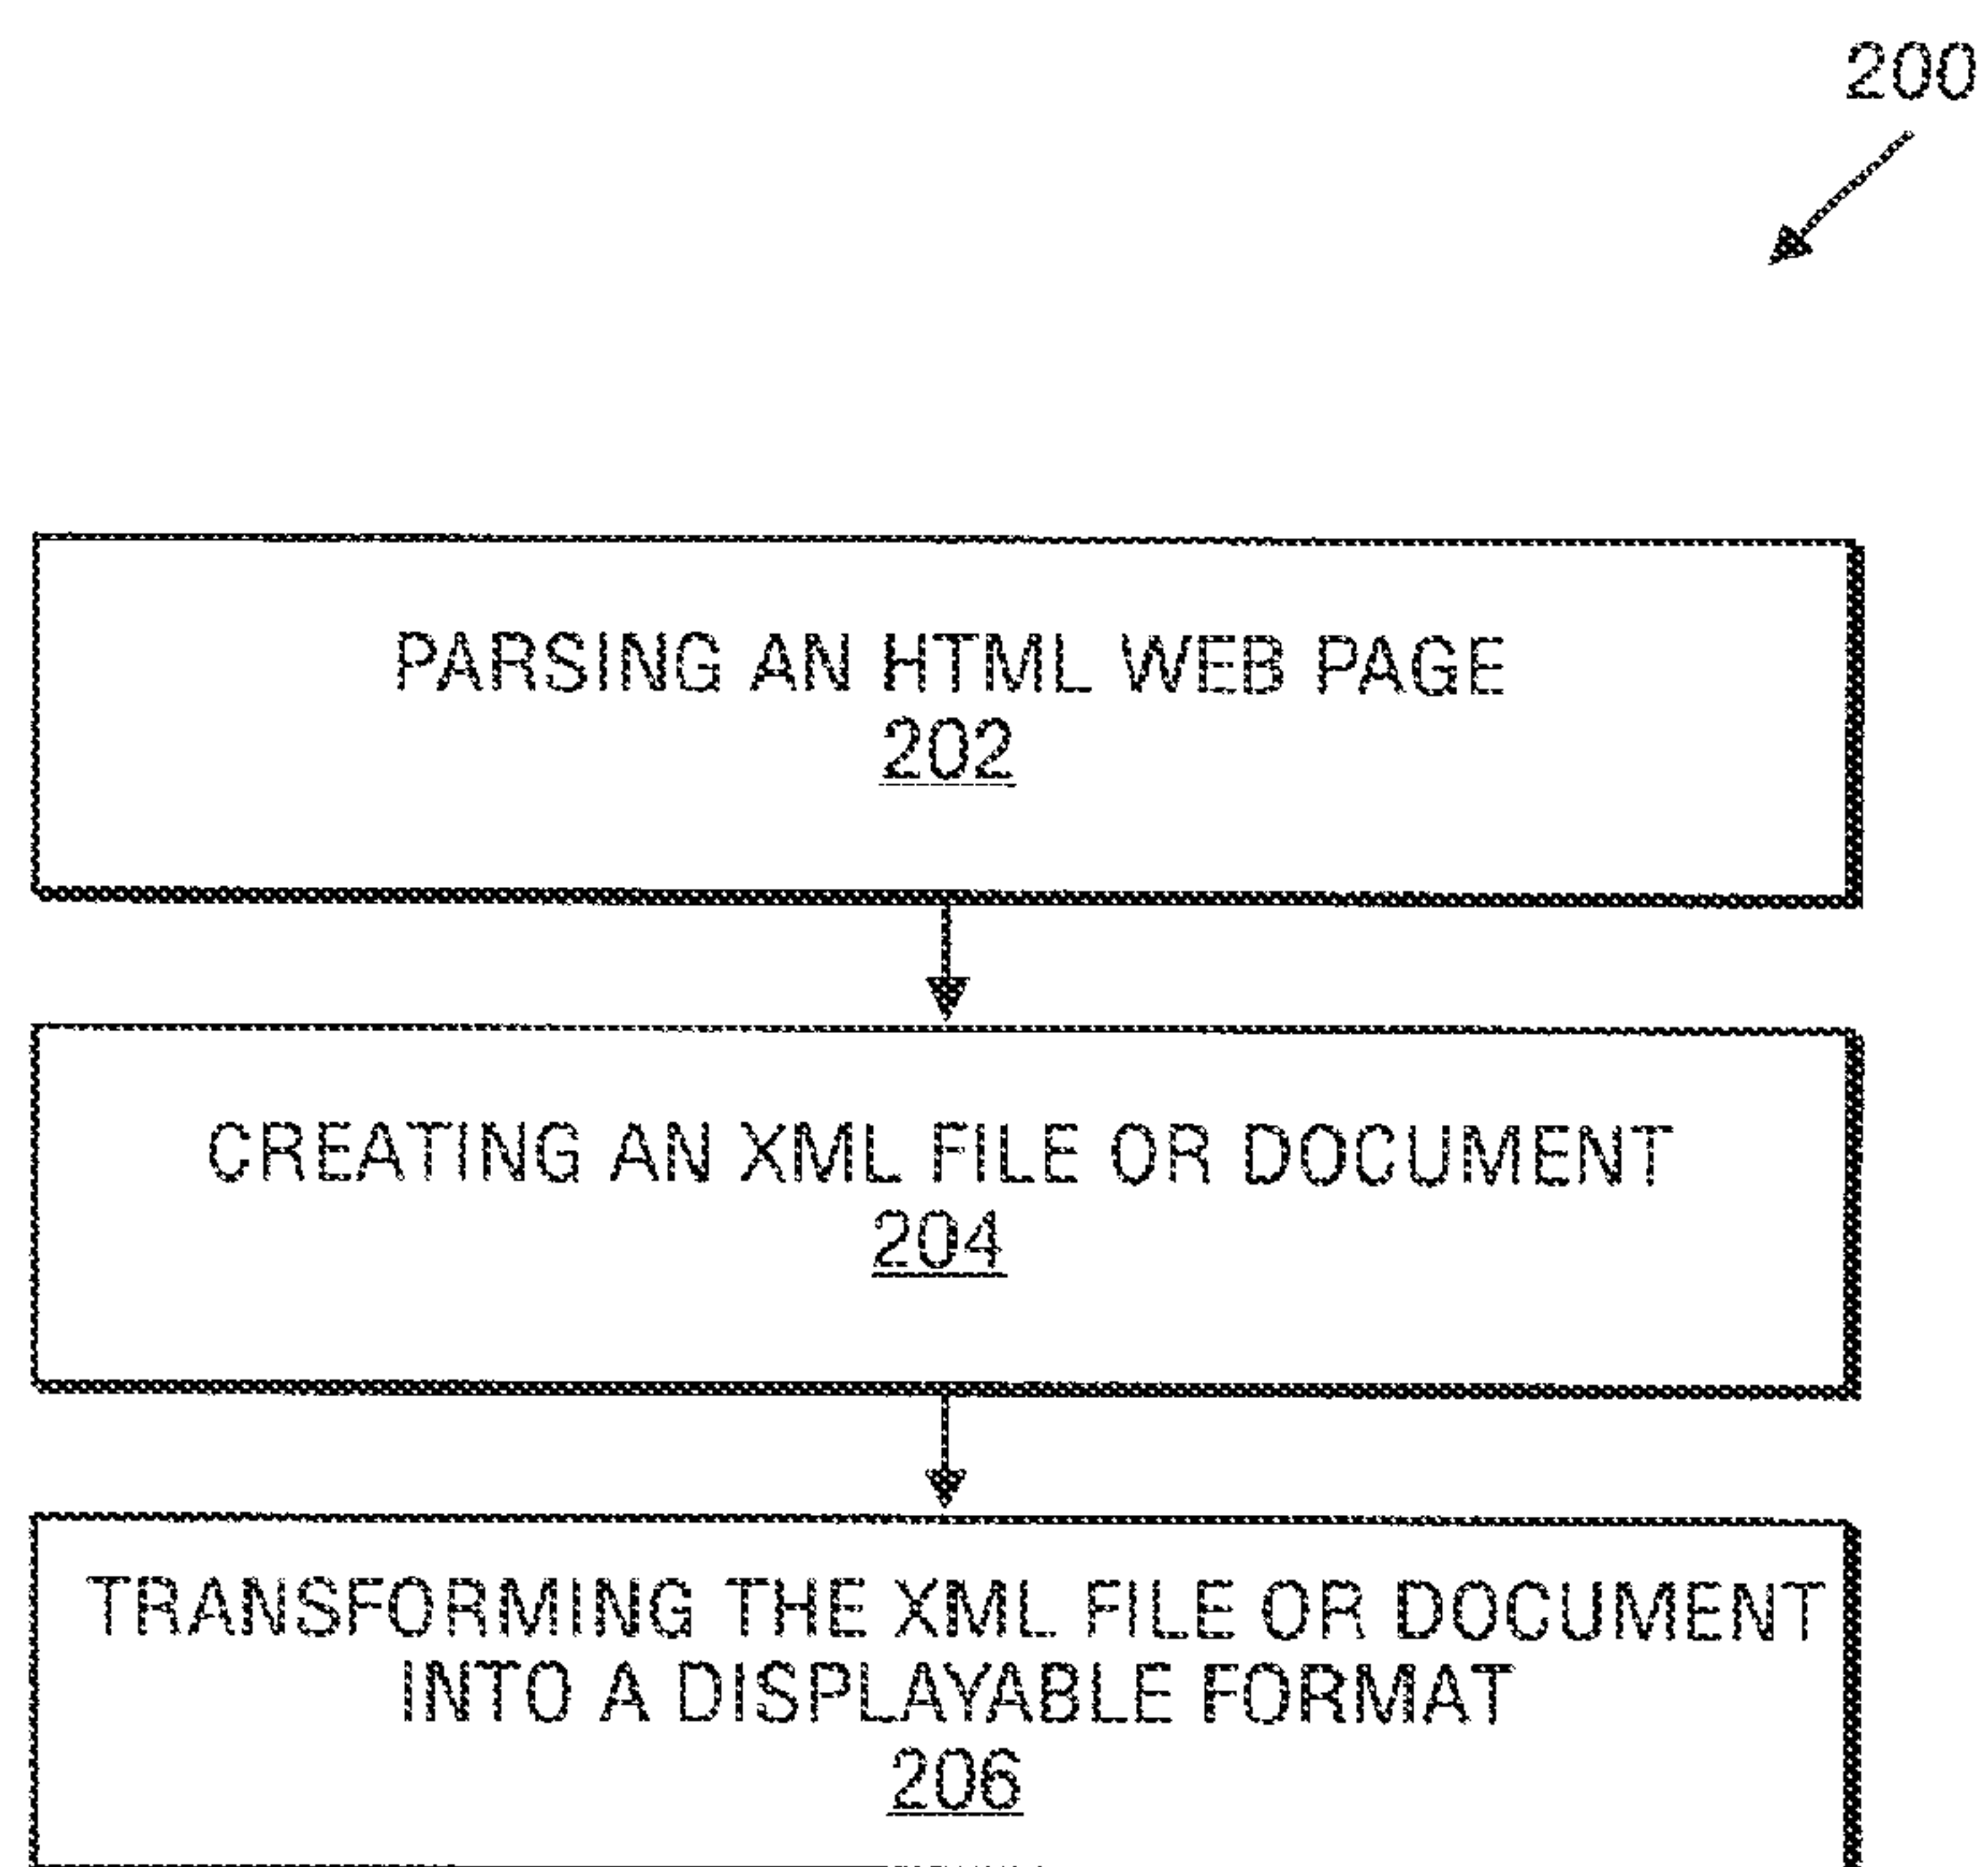 200
PARSING AN HTML WEB PAGE
202
CREATING AN XML FILE OR DOCUMENT
204
TRANSFORMING THE XML FILE OR DOCUMENT
INTO A DISPLAYABLE FORMAT
206